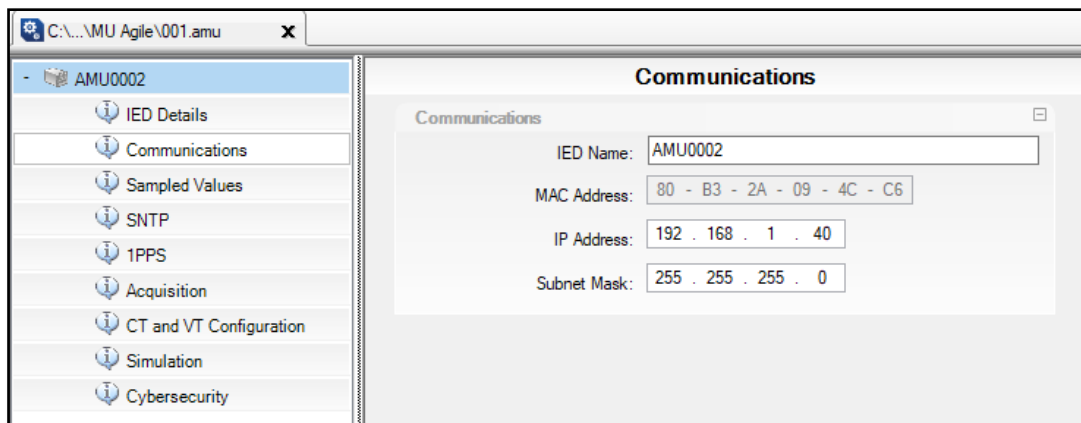 C:\...\MU Agile\001.amu x
- AMU0002
IED Details
Communications
Sampled Values
SNTP
1PPS
Acquisition
CT and VT Configuration
Simulation
Cybersecurity
Communications
Communications
IED Name: AMU0002
MAC Address: 80 - B3 - 2A - 09 - 4C - C6
IP Address: 192 . 168 . 1 . 40
Subnet Mask: 255 . 255 . 255 . 0